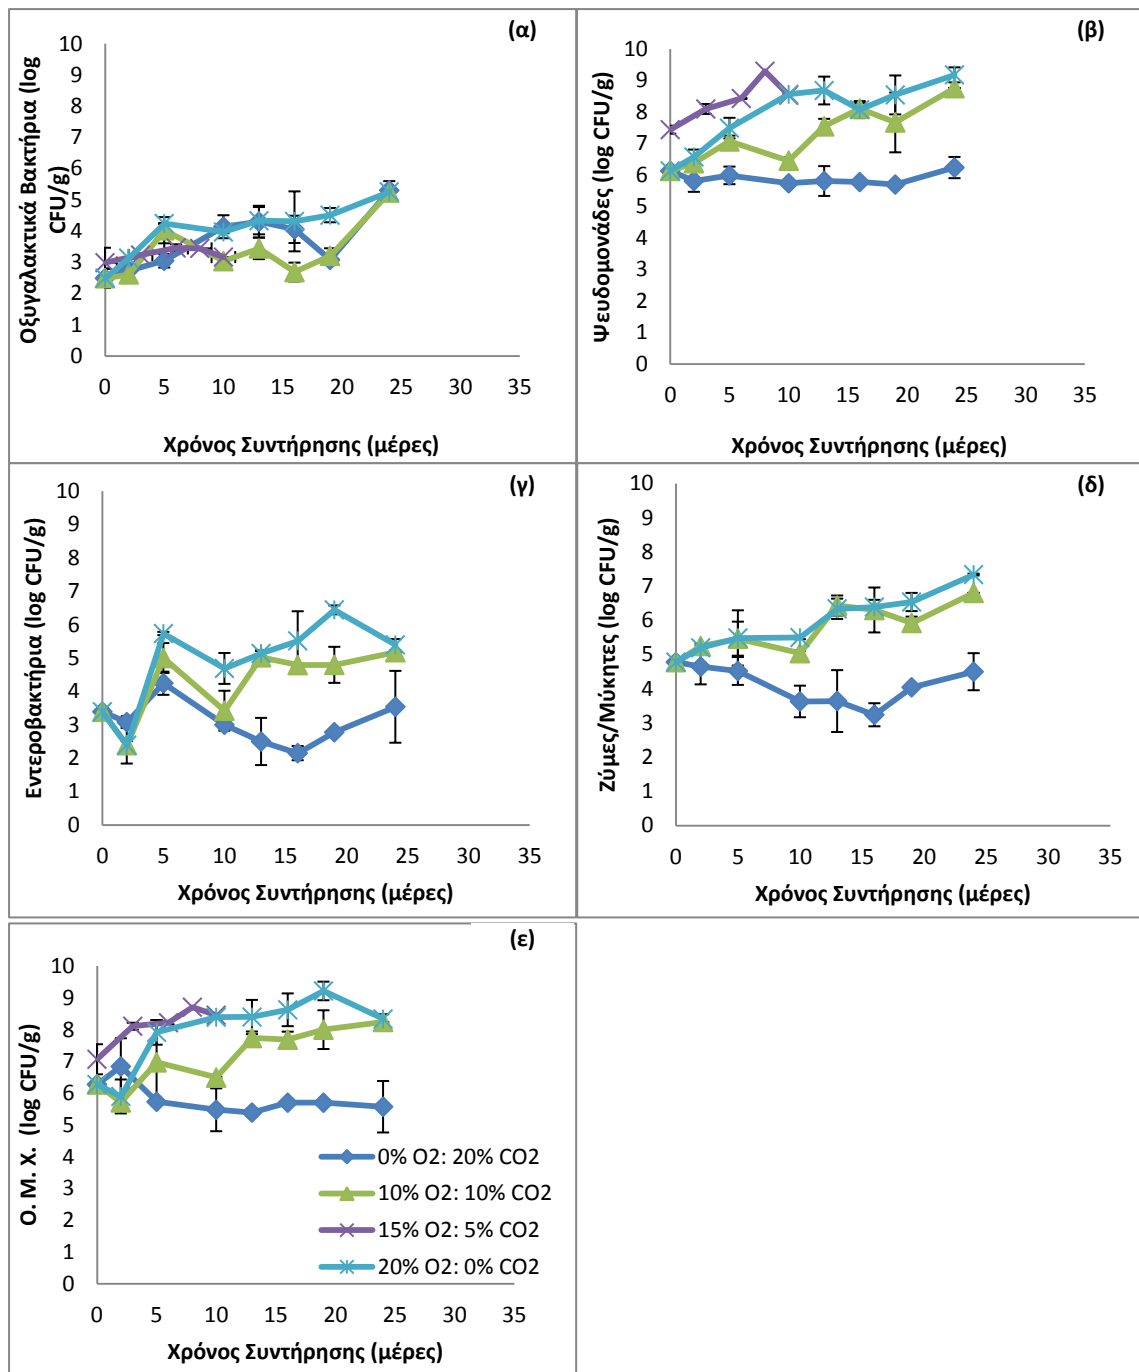 (α)
Οξυγαλακτικά Βακτήρια (log
CFU/g)
10
9
8
7
6
5
4
3
2
1
0
0 5 10 15 20 25 30 35
Χρόνος Συντήρησης (μέρες)
(β)
Ψευδομονάδες (log CFU/g)
10
9
8
7
6
5
4
3
2
1
0
0 5 10 15 20 25 30 35
Χρόνος Συντήρησης (μέρες)
(γ)
Εντεροβακτήρια (log CFU/g)
10
9
8
7
6
5
4
3
2
1
0
0 5 10 15 20 25 30 35
Χρόνος Συντήρησης (μέρες)
(δ)
Ζύμες/Μύκητες (log CFU/g)
10
9
8
7
6
5
4
3
2
1
0
0 5 10 15 20 25 30 35
Χρόνος Συντήρησης (μέρες)
(ε)
Ο. Μ. Χ. (log CFU/g)
10
9
8
7
6
5
4
3
2
1
0
0% O2: 20% CO2
10% O2: 10% CO2
15% O2: 5% CO2
20% O2: 0% CO2
0 5 10 15 20 25 30 35
Χρόνος Συντήρησης (μέρες)